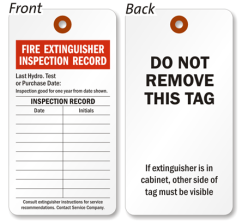 Front
Back
FIRE EXTINGUISHER
INSPECTION RECORD
Last Hydro. Test
or Purchase Date:
Inspection good for one year from date shown.
INSPECTION RECORD
Date Initials
Consult extinguisher instructions for service
recommendations. Contact Service Company.
DO NOT
REMOVE
THIS TAG
If extinguisher is in
cabinet, other side of
tag must be visible